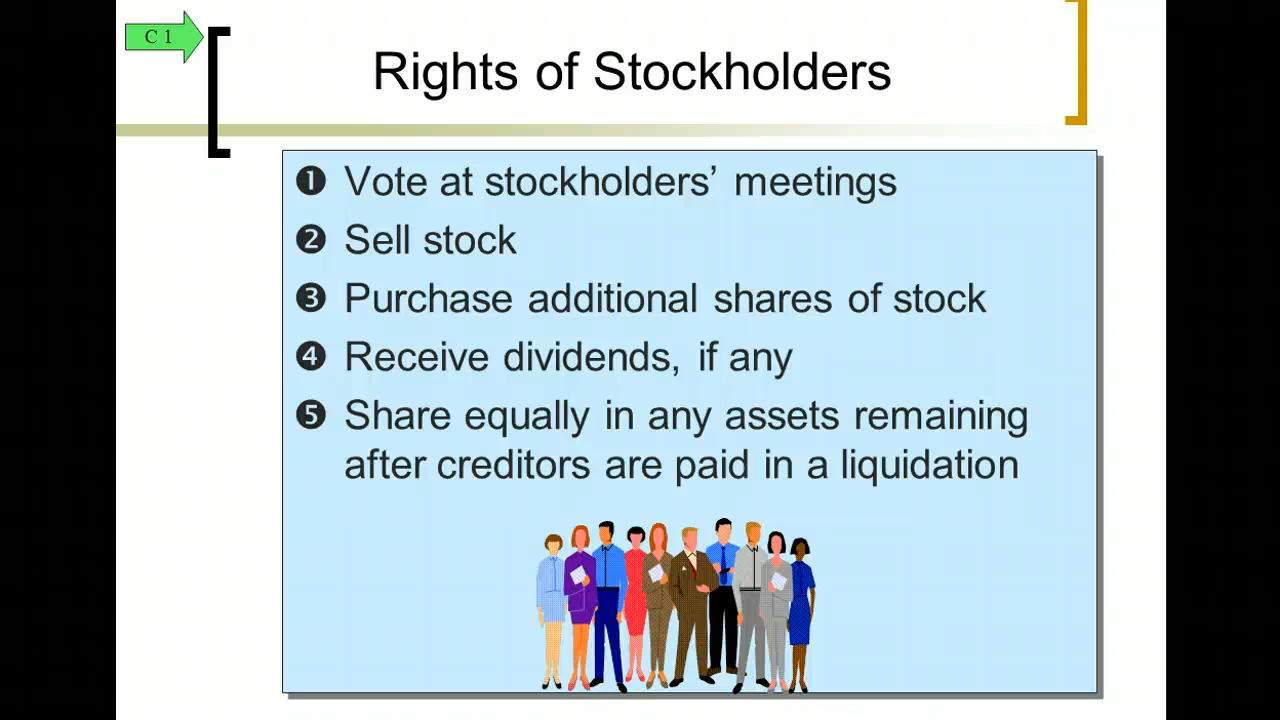 C 1
Rights of Stockholders
❶ Vote at stockholders’ meetings
❷ Sell stock
❸ Purchase additional shares of stock
❹ Receive dividends, if any
❺ Share equally in any assets remaining
after creditors are paid in a liquidation